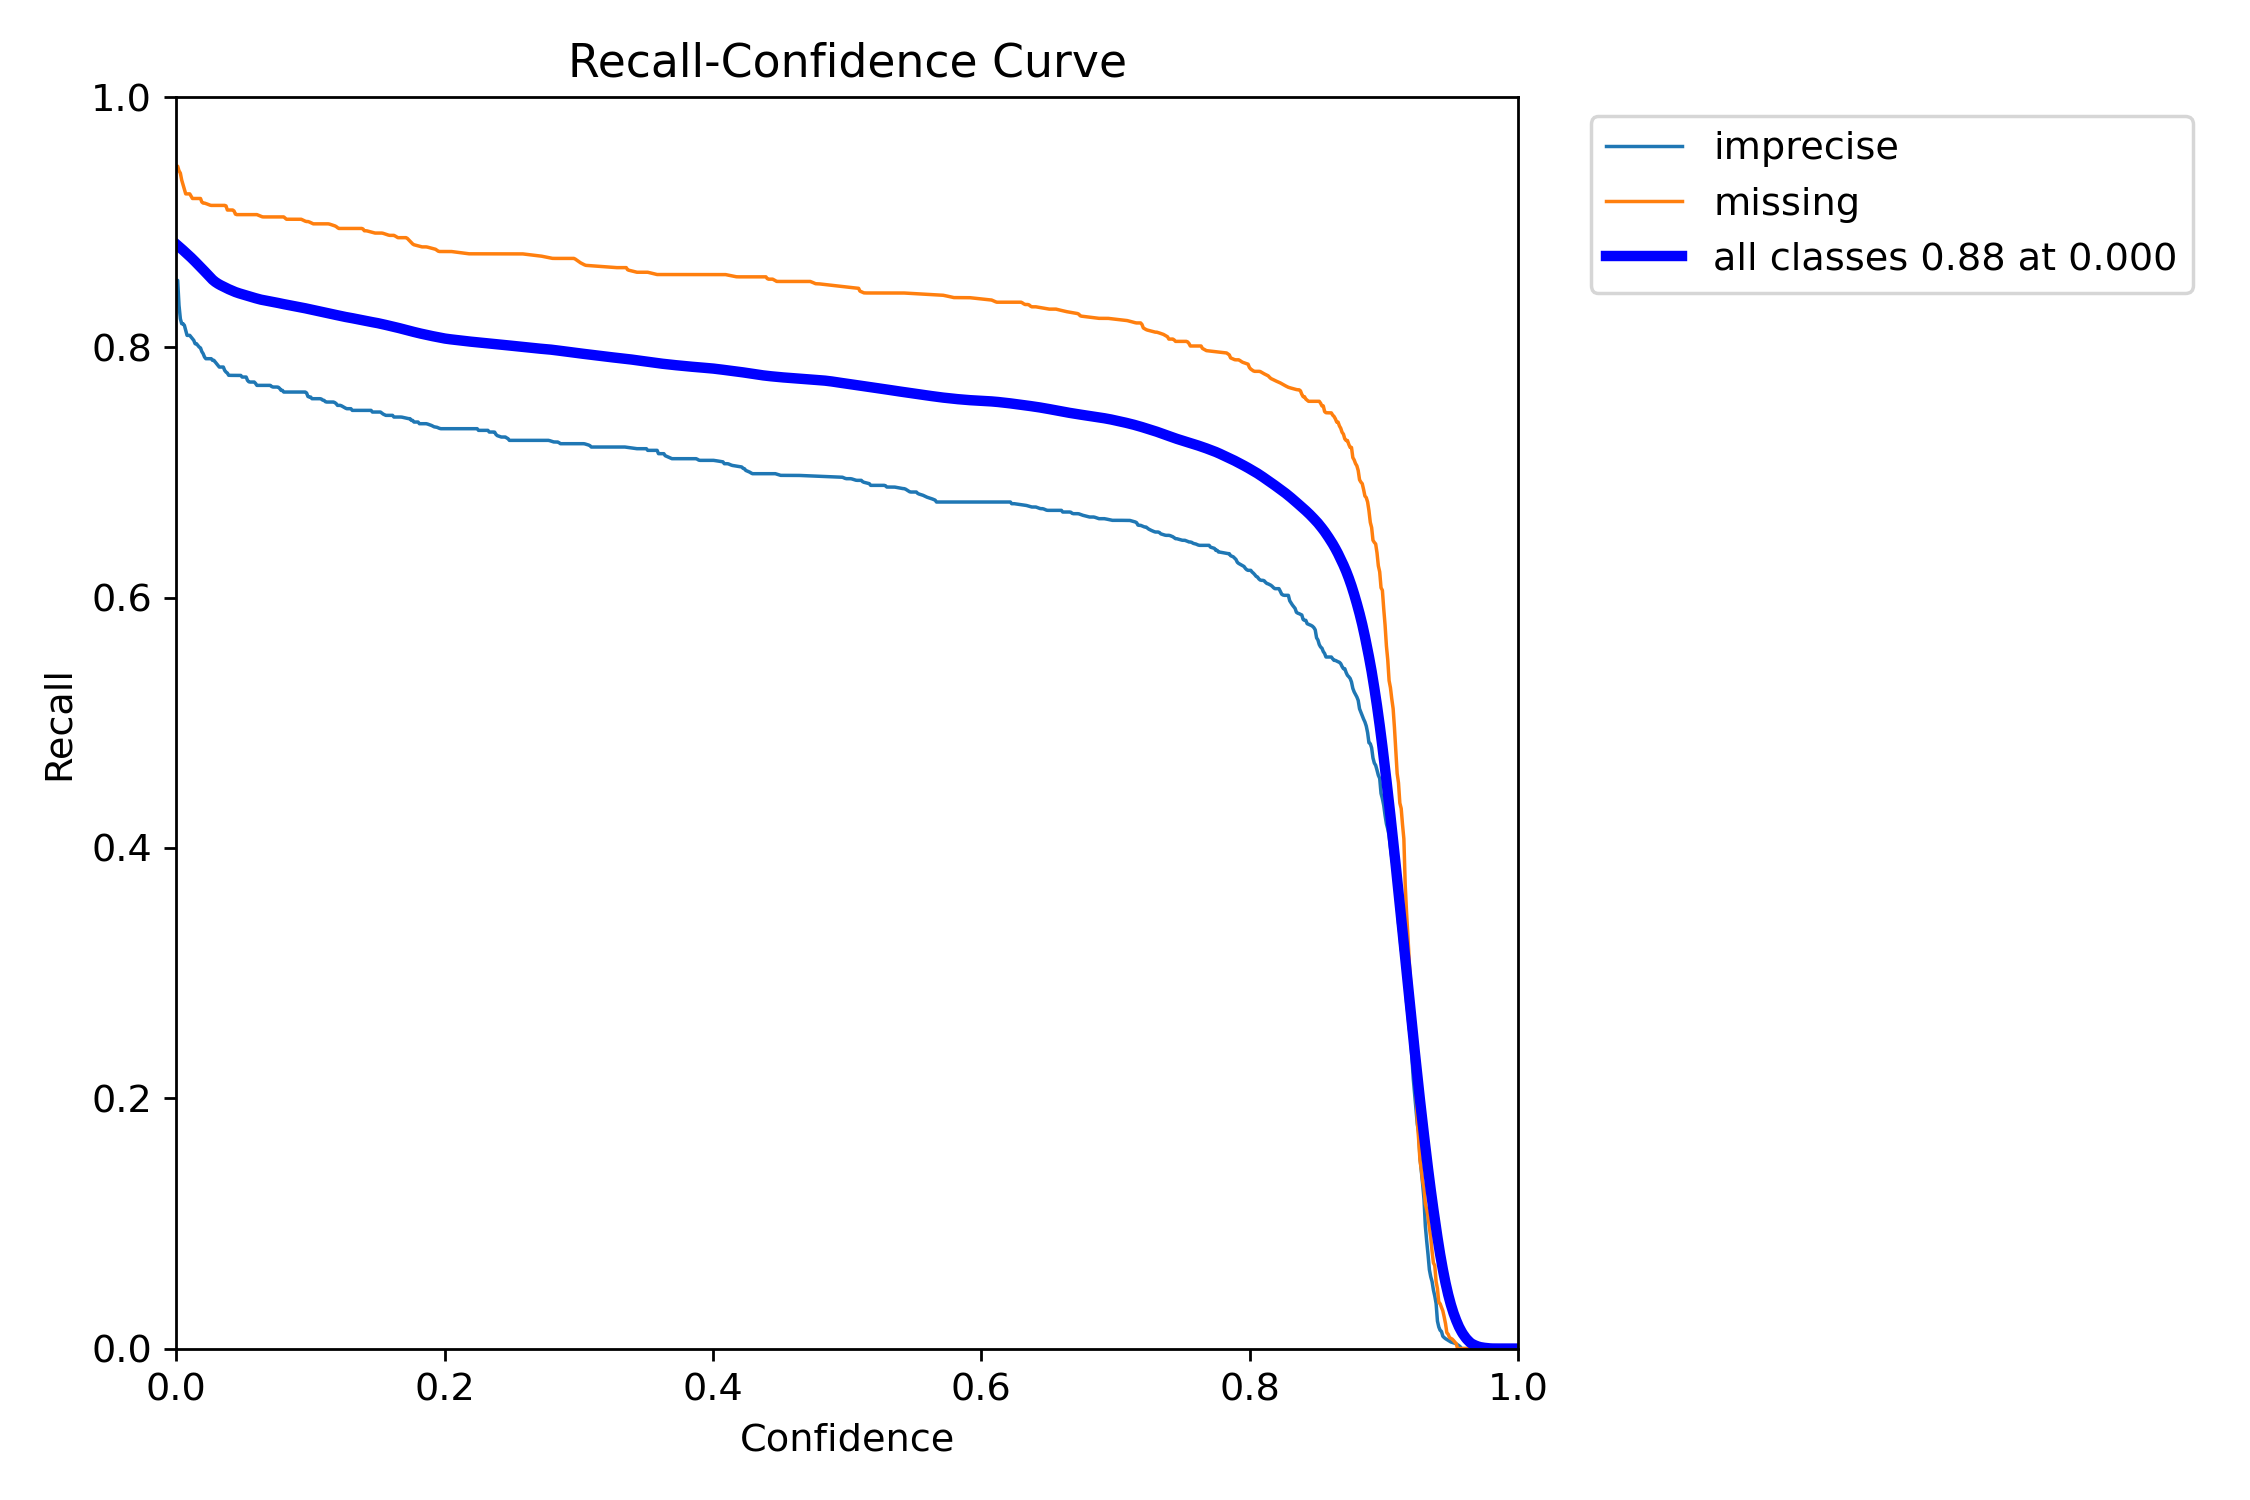 Recall-Confidence Curve
imprecise
missing
all classes 0.88 at 0.000
1.0
0.8
0.6
0.4
0.2
0.0
Recall
0.0 0.2 0.4 0.6 0.8 1.0
Confidence